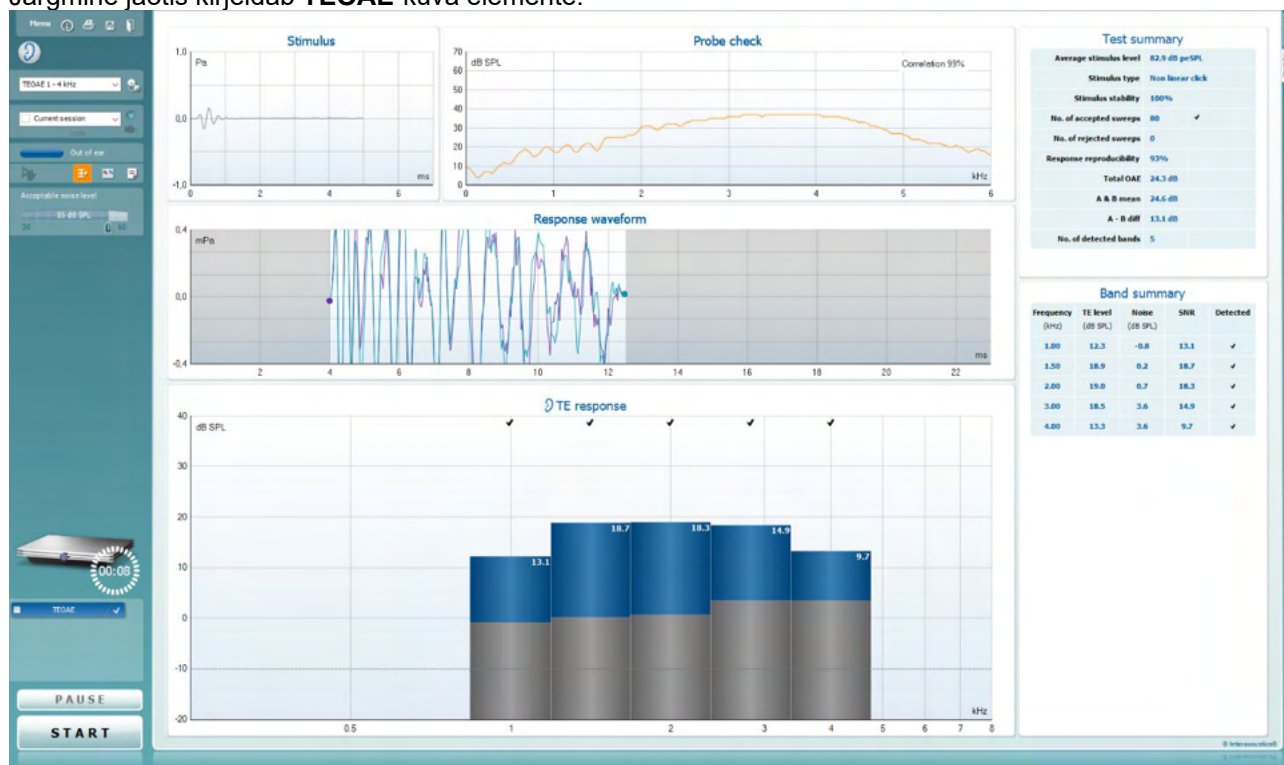 Järgmine jaotis kirjeldab TEOAE-kuva elemente.
Menu
TEOAE 1 - 4 kHz
Current session
Out of ear
Acceptable noise level
55 dB SPL
30 60
00:08
TEOAE
PAUSE
START
Stimulus
Pa
1,0
0,0
-1,0
0 2 4 6
ms
Probe check
dB SPL
Correlation 99%
70
60
50
40
30
20
10
0
0 1 2 3 4 5 6
kHz
Response waveform
mPa
0,4
0,0
-0,4
2 4 6 8 10 12 14 16 18 20 22
ms
TE response
dB SPL
40
30
20
10
0
-10
-20
13.1 18.7 18.3 14.9 9.7
0.5 1 2 3 4 5 6 7 8
kHz
Test summary
Average stimulus level 82.9 dB peSPL
Stimulus type Non linear click
Stimulus stability 100%
No. of accepted sweeps 80 ✔
No. of rejected sweeps 0
Response reproducibility 93%
Total OAE 24.3 dB
A & B mean 24.6 dB
A - B diff 13.1 dB
No. of detected bands 5
Band summary
Frequency TE level Noise SNR Detected
(kHz) (dB SPL) (dB SPL)
1.00 12.3 -0.8 13.1 ✔
1.50 18.9 0.2 18.7 ✔
2.00 19.0 0.7 18.3 ✔
3.00 18.5 3.6 14.9 ✔
4.00 13.3 3.6 9.7 ✔
© Interacoustics®